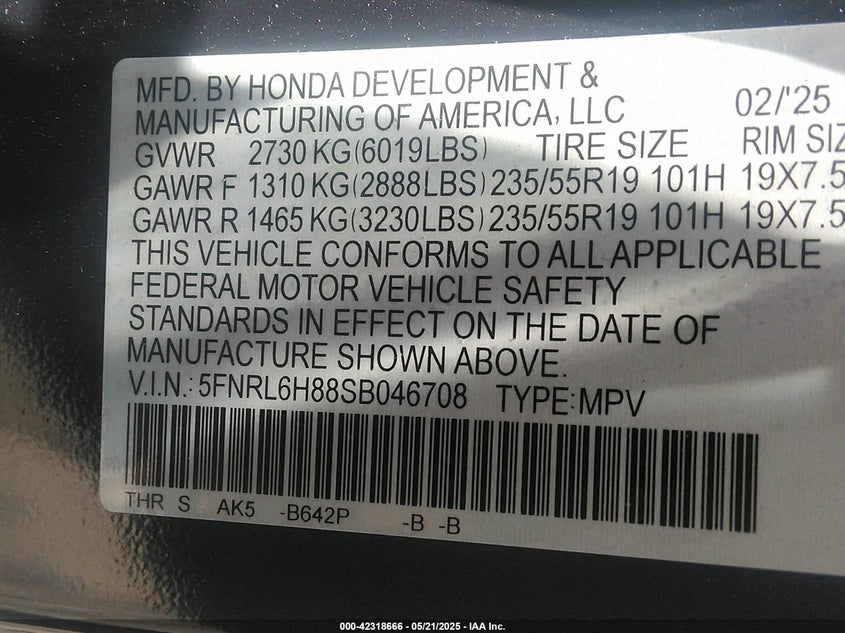 MFD. BY HONDA DEVELOPMENT &
MANUFACTURING OF AMERICA, LLC 02/'25
GVWR 2730 KG(6019LBS) TIRE SIZE RIM SIZ
GAWR F 1310 KG(2888LBS) 235/55R19 101H 19X7.5
GAWR R 1465 KG(3230LBS) 235/55R19 101H 19X7.5
THIS VEHICLE CONFORMS TO ALL APPLICABLE
FEDERAL MOTOR VEHICLE SAFETY
STANDARDS IN EFFECT ON THE DATE OF
MANUFACTURE SHOWN ABOVE.
V.I.N.: 5FNRL6H88SB046708 TYPE: MPV
THR S AK5 -B642P -B -B
000-42318666 - 05/21/2025 - IAA Inc.